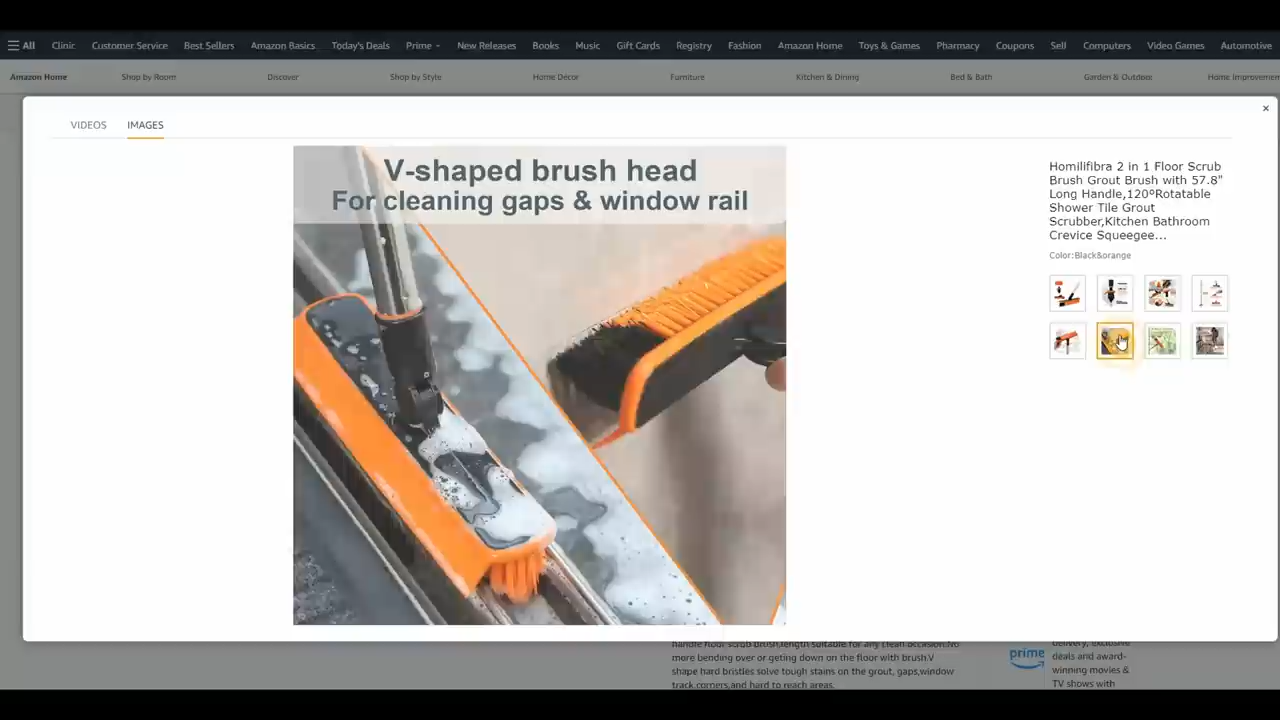 All Clinic Customer Service Best Sellers Amazon Basics Today's Deals Prime New Releases Books Music Gift Cards Registry Fashion Amazon Home Toys & Games Pharmacy Coupons Sell Computers Video Games Automotive
Amazon Home Shop by Room Discover Shop by Style Home Décor Furniture Kitchen & Dining Bed & Bath Garden & Outdoor Home Improvemen
VIDEOS IMAGES
V-shaped brush head
For cleaning gaps & window rail
Homilifibra 2 in 1 Floor Scrub
Brush Grout Brush with 57.8"
Long Handle,120ºRotatable
Shower Tile Grout
Scrubber,Kitchen Bathroom
Crevice Squeegee...
Color:Black&orange
handle floor scrub brush,length suitable for any clean occasion.No
more bending over or getting down on the floor with brush.V
shape hard bristles solve tough stains on the grout, gaps,window
track,corners,and hard to reach areas.
prime
delivery, exclusive
deals and award-
winning movies &
TV shows with